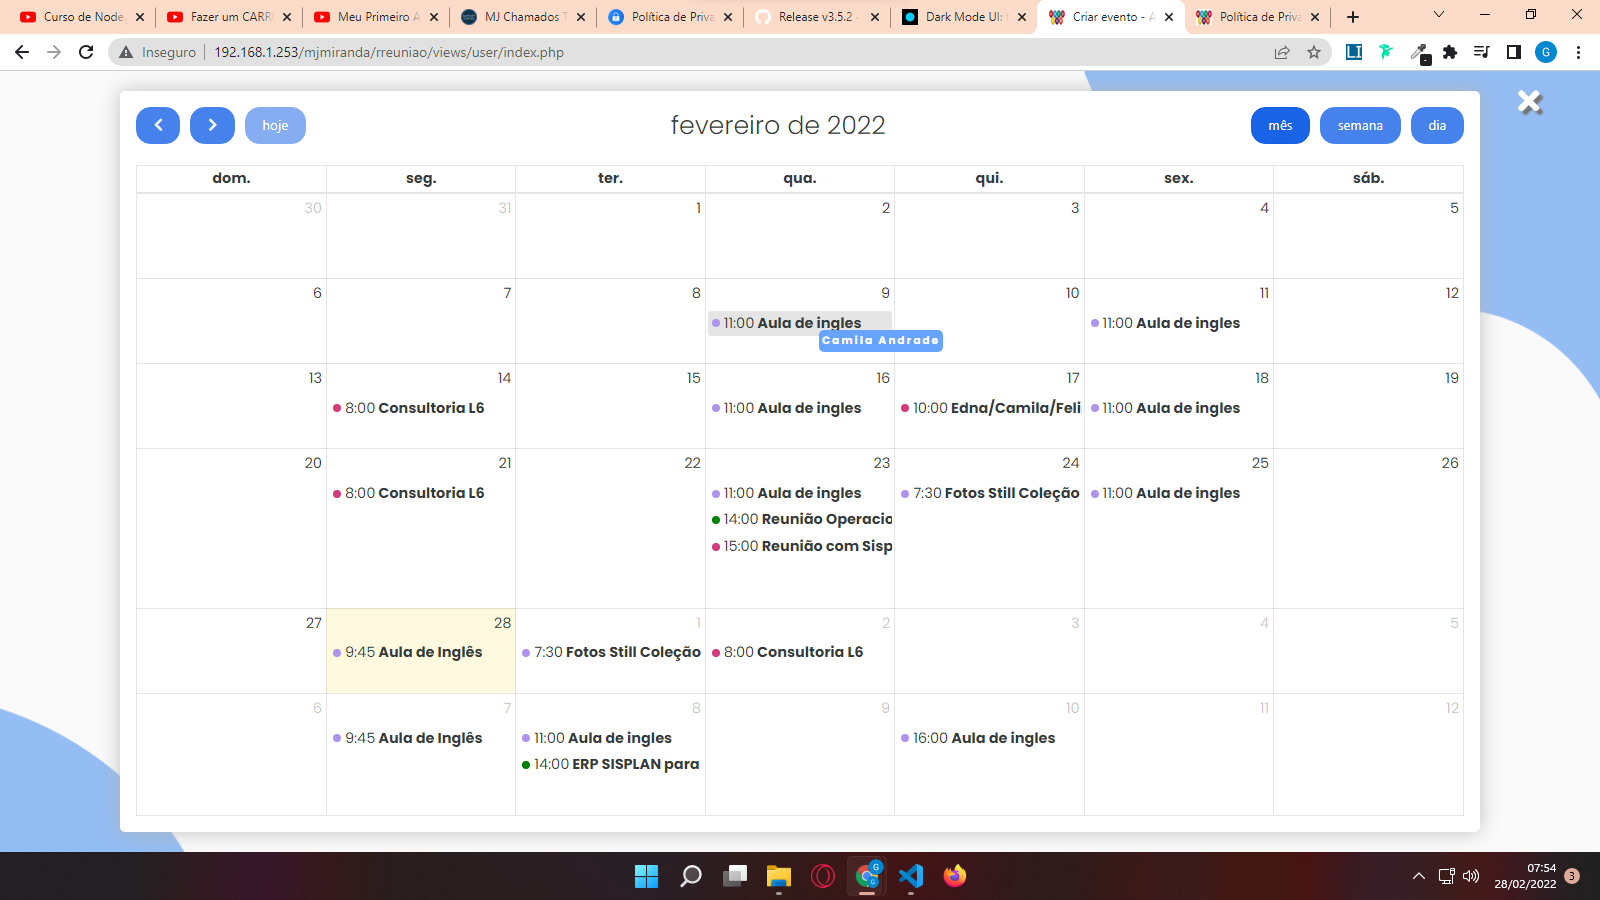 Curso de Node
Fazer um CARR
Meu Primeiro A
MJ Chamados T
Política de Priva
Release v3.5.2
Dark Mode UI:
Criar evento - A
Política de Priva
Inseguro 192.168.1.253/mjmiranda/rreuniao/views/user/index.php
LI
G
hoje
fevereiro de 2022
mês semana dia
dom. seg. ter. qua. qui. sex. sáb.
30 31 1 2 3 4 5
6 7 8 9 10 11 12
11:00 Aula de ingles
11:00 Aula de ingles
Camila Andrade
13 14 15 16 17 18 19
8:00 Consultoria L6
11:00 Aula de ingles
10:00 Edna/Camila/Feli
11:00 Aula de ingles
20 21 22 23 24 25 26
8:00 Consultoria L6
11:00 Aula de ingles
7:30 Fotos Still Coleção
11:00 Aula de ingles
14:00 Reunião Operacio
15:00 Reunião com Sisp
27 28 1 2 3 4 5
9:45 Aula de Inglês
7:30 Fotos Still Coleção
8:00 Consultoria L6
6 7 8 9 10 11 12
9:45 Aula de Inglês
11:00 Aula de ingles
16:00 Aula de ingles
14:00 ERP SISPLAN para
G
G
07:54
28/02/2022
3